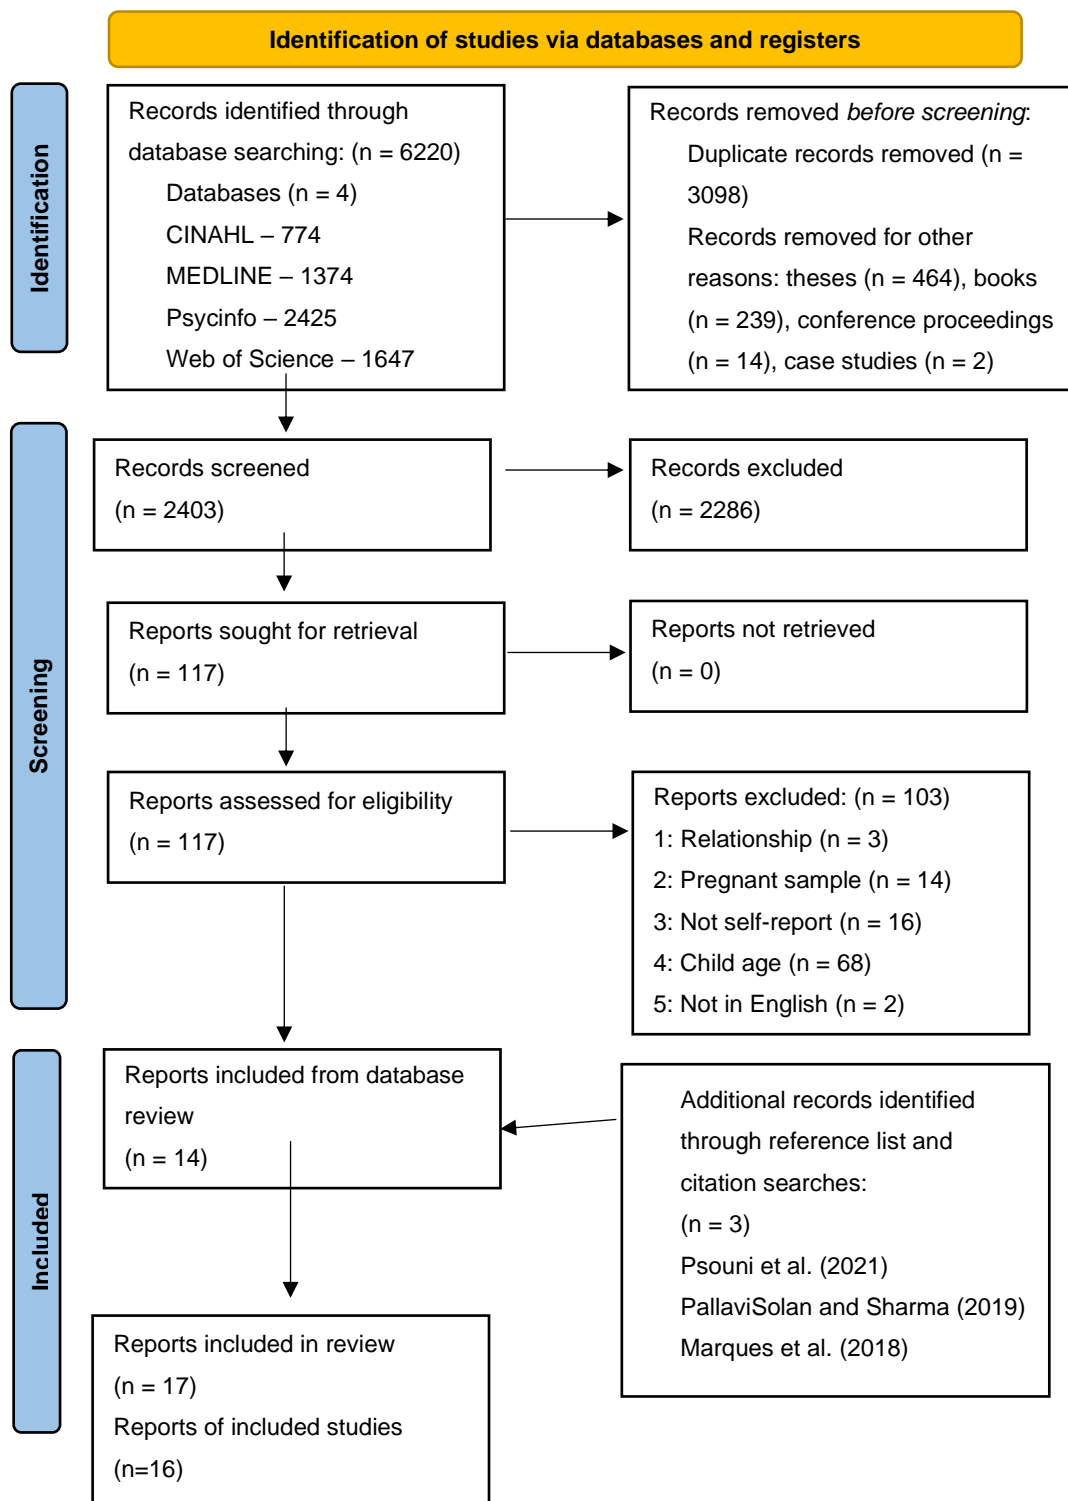 Identification of studies via databases and registers
Identification
Records identified through
database searching: (n = 6220)
Databases (n = 4)
CINAHL – 774
MEDLINE – 1374
Psycinfo – 2425
Web of Science – 1647
Records removed before screening:
Duplicate records removed (n =
3098)
Records removed for other
reasons: theses (n = 464), books
(n = 239), conference proceedings
(n = 14), case studies (n = 2)
Screening
Records screened
(n = 2403)
Records excluded
(n = 2286)
Reports sought for retrieval
(n = 117)
Reports not retrieved
(n = 0)
Reports assessed for eligibility
(n = 117)
Reports excluded: (n = 103)
1: Relationship (n = 3)
2: Pregnant sample (n = 14)
3: Not self-report (n = 16)
4: Child age (n = 68)
5: Not in English (n = 2)
Included
Reports included from database
review
(n = 14)
Additional records identified
through reference list and
citation searches:
(n = 3)
Psouni et al. (2021)
PallaviSolan and Sharma (2019)
Marques et al. (2018)
Reports included in review
(n = 17)
Reports of included studies
(n=16)